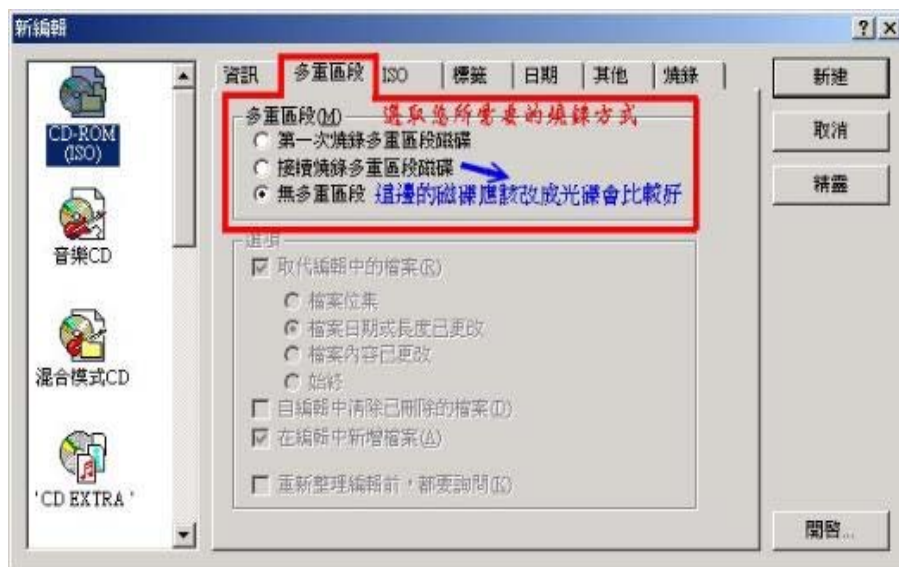 新編輯
CD-ROM
(ISO)
音樂CD
混合模式CD
'CD EXTRA'
資訊 多重區段 ISO 標籤 日期 其他 燒錄
多重區段(M) 選取您所需要的燒錄方式
第一次燒錄多重區段磁碟
接續燒錄多重區段磁碟
無多重區段 這邊的磁碟應該改成光碟會比較好
選項
取代編輯中的檔案(R)
檔案位集
檔案日期或長度已更改
檔案內容已更改
始終
自編輯中清除已刪除的檔案(D)
在編輯中新增檔案(A)
重新整理編輯前,都要詢問(K)
新建
取消
精靈
開啓...